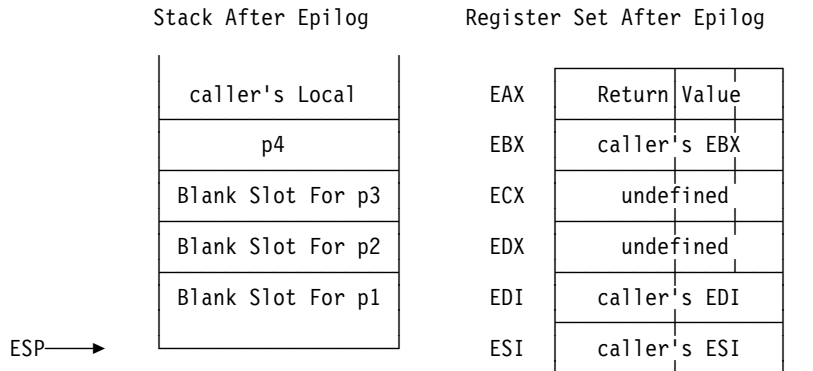 Stack After Epilog Register Set After Epilog
caller's Local EAX Return Value
p4 EBX caller's EBX
Blank Slot For p3 ECX undefined
Blank Slot For p2 EDX undefined
Blank Slot For p1 EDI caller's EDI
ESP ESI caller's ESI